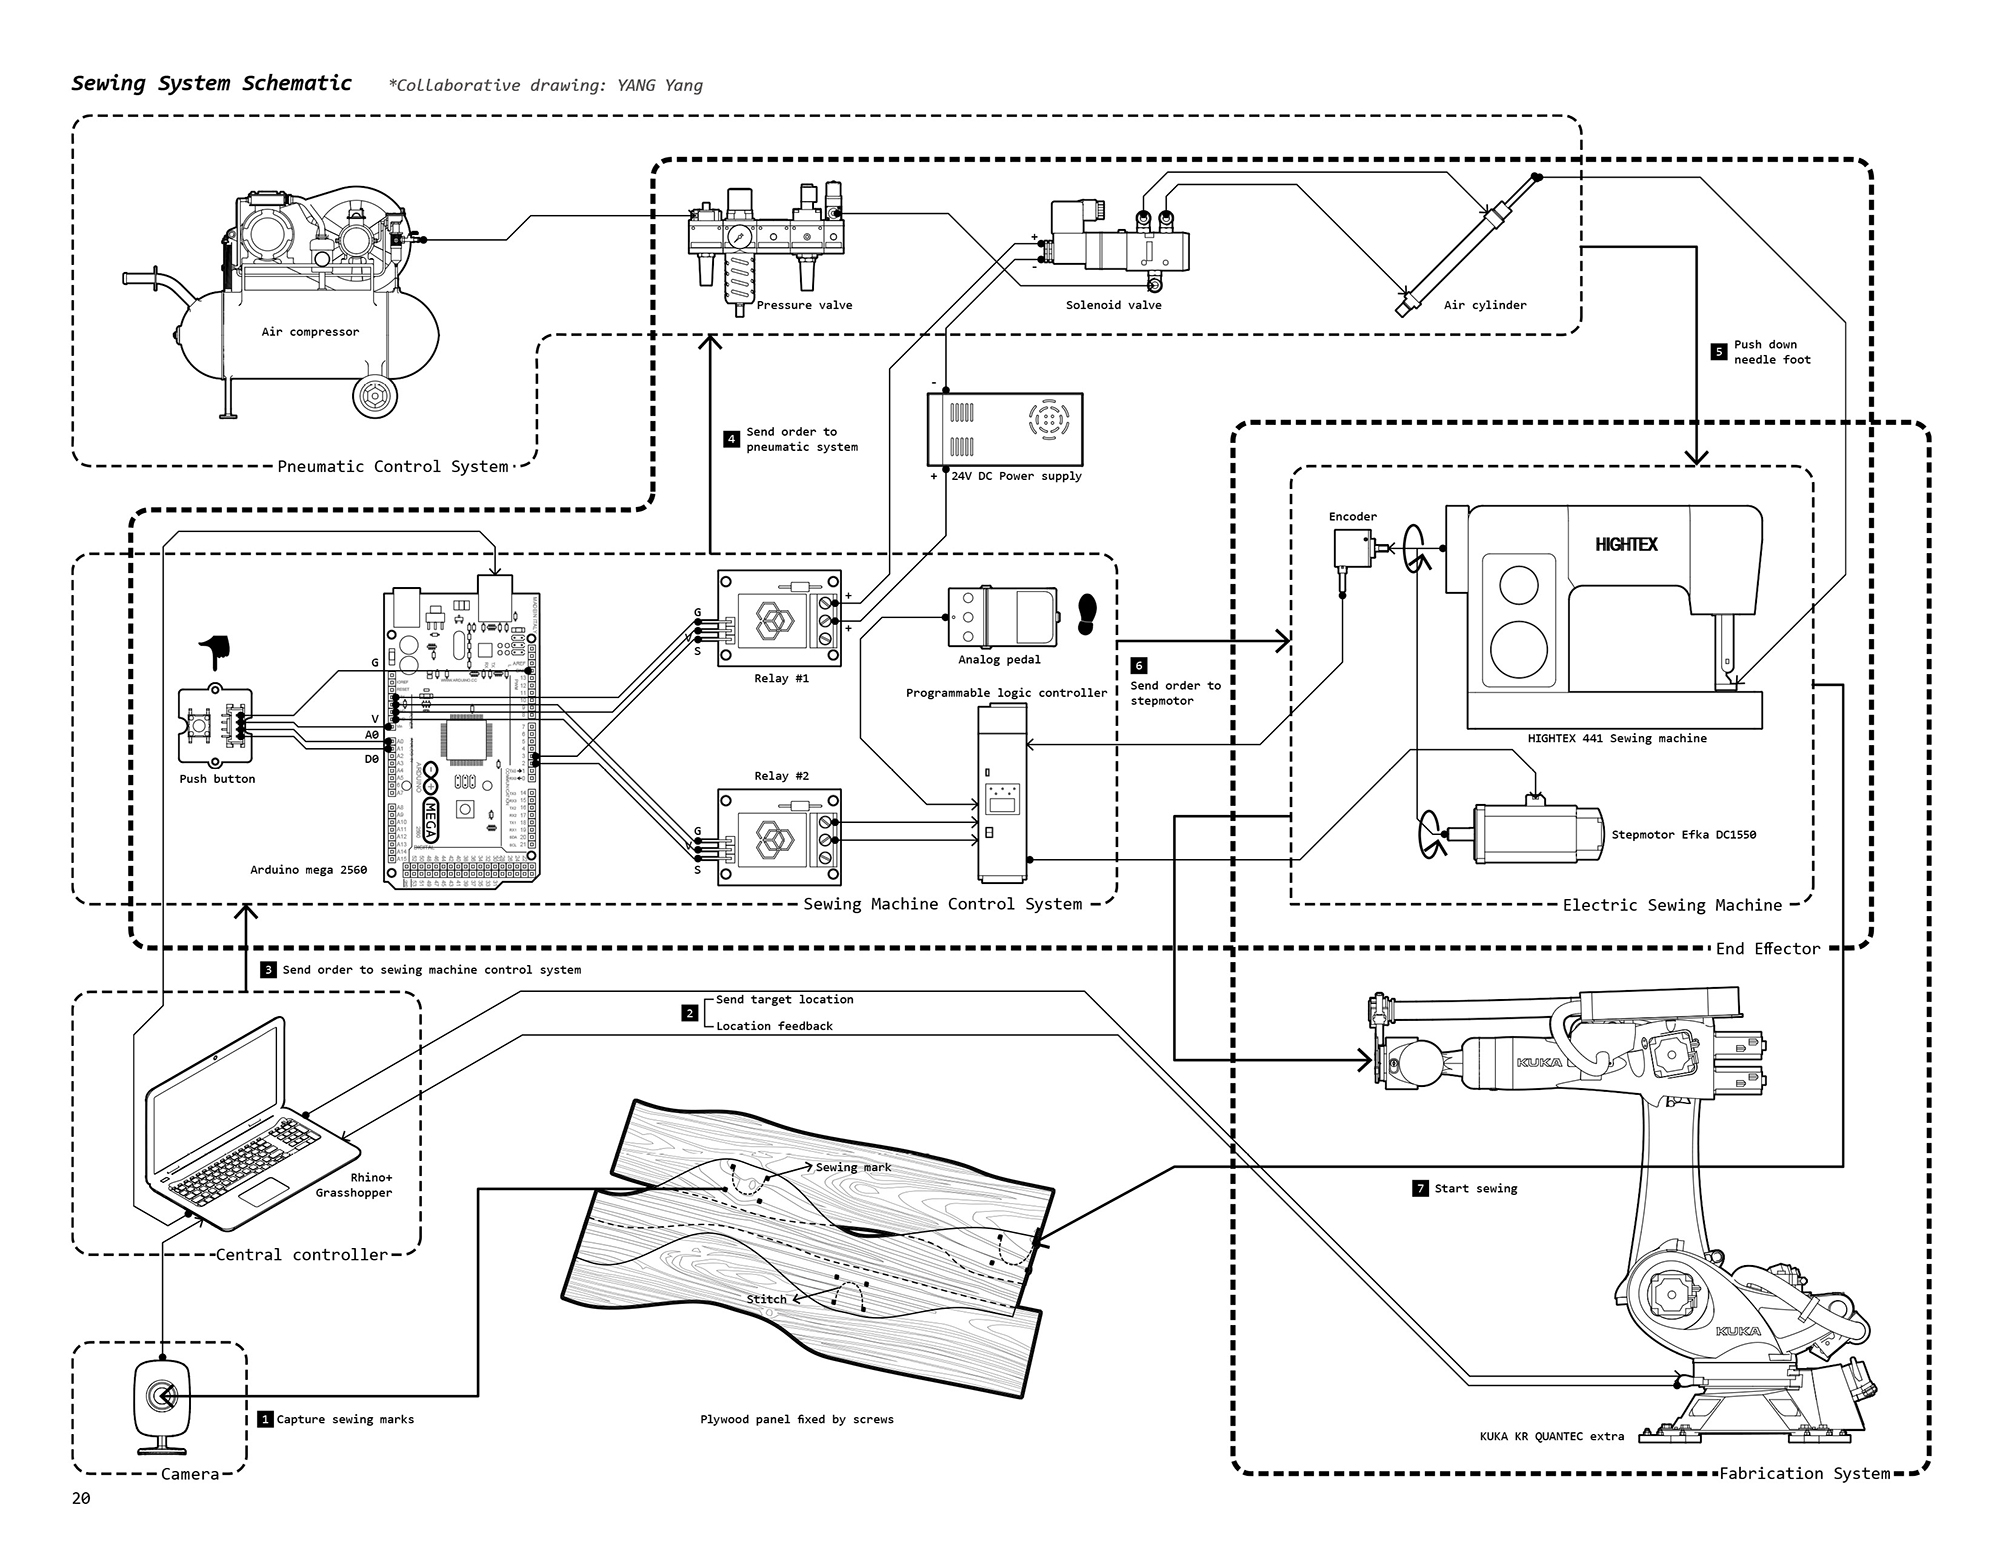 Sewing System Schematic
*Collaborative drawing: YANG Yang
Air compressor
Pressure valve
+
-
Solenoid valve
Air cylinder
Pneumatic Control System
5 Push down
needle foot
4 Send order to
pneumatic system
-
+ 24V DC Power supply
Encoder
HIGHTEX
HIGHTEX 441 Sewing machine
Stepmotor Efka DC1550
Electric Sewing Machine
End Effector
Push button
G
V
A0
D0
ARDUINO
MEGA
Arduino mega 2560
G
V
S
+
+
Relay #1
Relay #2
G
V
S
Analog pedal
Programmable logic controller
6
Send order to
stepmotor
Sewing Machine Control System
3 Send order to sewing machine control system
2
Send target location
Location feedback
Rhino+
Grasshopper
Central controller
Sewing mark
Stitch
7 Start sewing
KUKA
KUKA
1 Capture sewing marks
Camera
Plywood panel fixed by screws
KUKA KR QUANTEC extra
Fabrication System
20